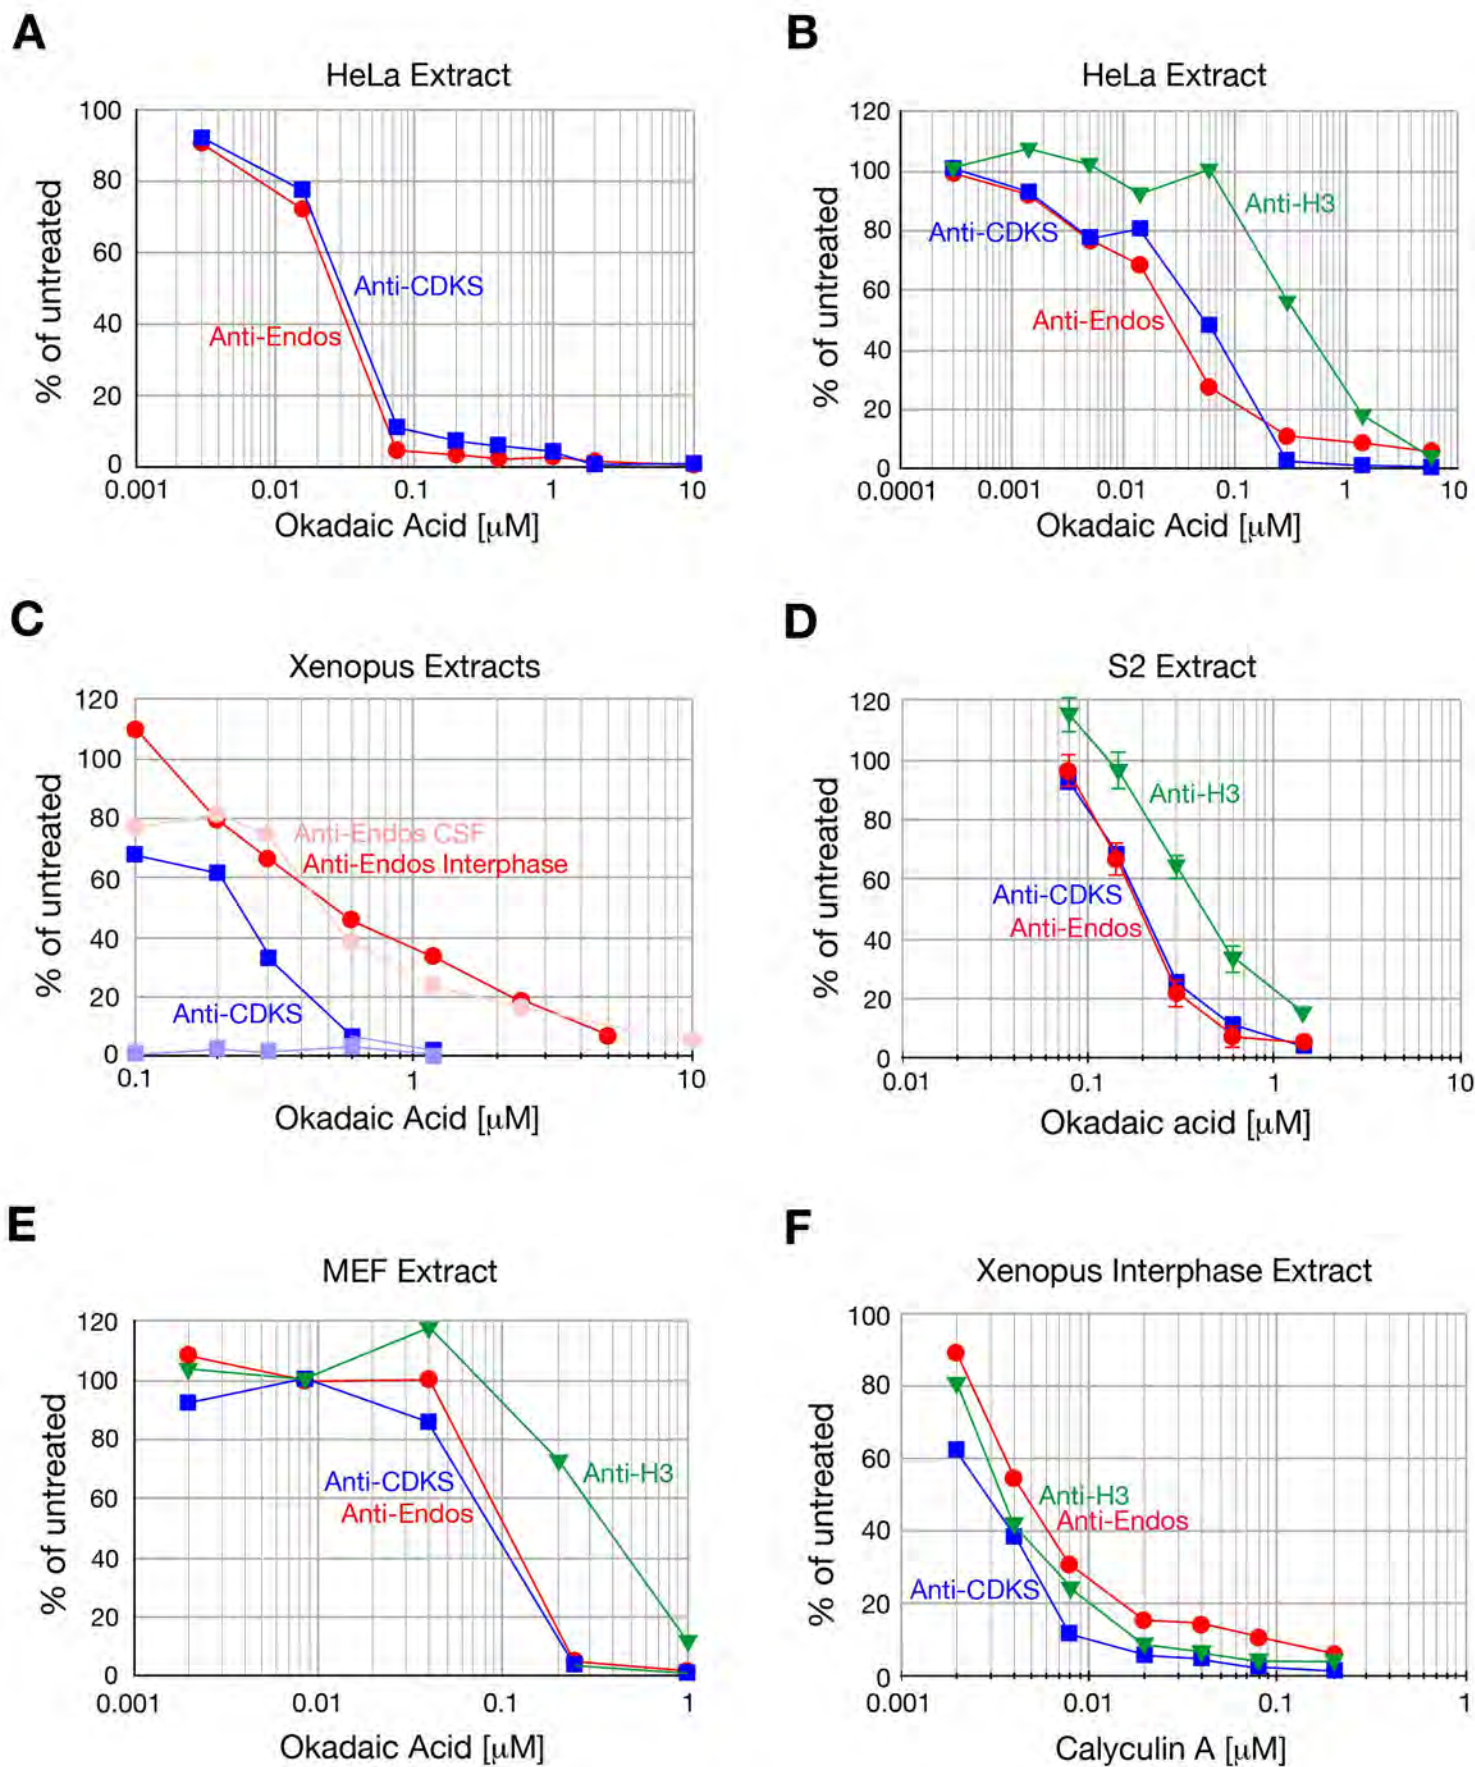 A
HeLa Extract
% of untreated
100
80
60
40
20
0
Anti-CDKS
Anti-Endos
0.001 0.01 0.1 1 10
Okadaic Acid [μM]
B
HeLa Extract
% of untreated
120
100
80
60
40
20
0
Anti-H3
Anti-CDKS
Anti-Endos
0.0001 0.001 0.01 0.1 1 10
Okadaic Acid [μM]
C
Xenopus Extracts
% of untreated
120
100
80
60
40
20
0
Anti-Endos CSF
Anti-Endos Interphase
Anti-CDKS
0.1 1 10
Okadaic Acid [μM]
D
S2 Extract
% of untreated
120
100
80
60
40
20
0
Anti-H3
Anti-CDKS
Anti-Endos
0.01 0.1 1 10
Okadaic acid [μM]
E
MEF Extract
% of untreated
120
100
80
60
40
20
0
Anti-H3
Anti-CDKS
Anti-Endos
0.001 0.01 0.1 1
Okadaic Acid [μM]
F
Xenopus Interphase Extract
% of untreated
100
80
60
40
20
0
Anti-H3
Anti-Endos
Anti-CDKS
0.001 0.01 0.1 1
Calyculin A [μM]